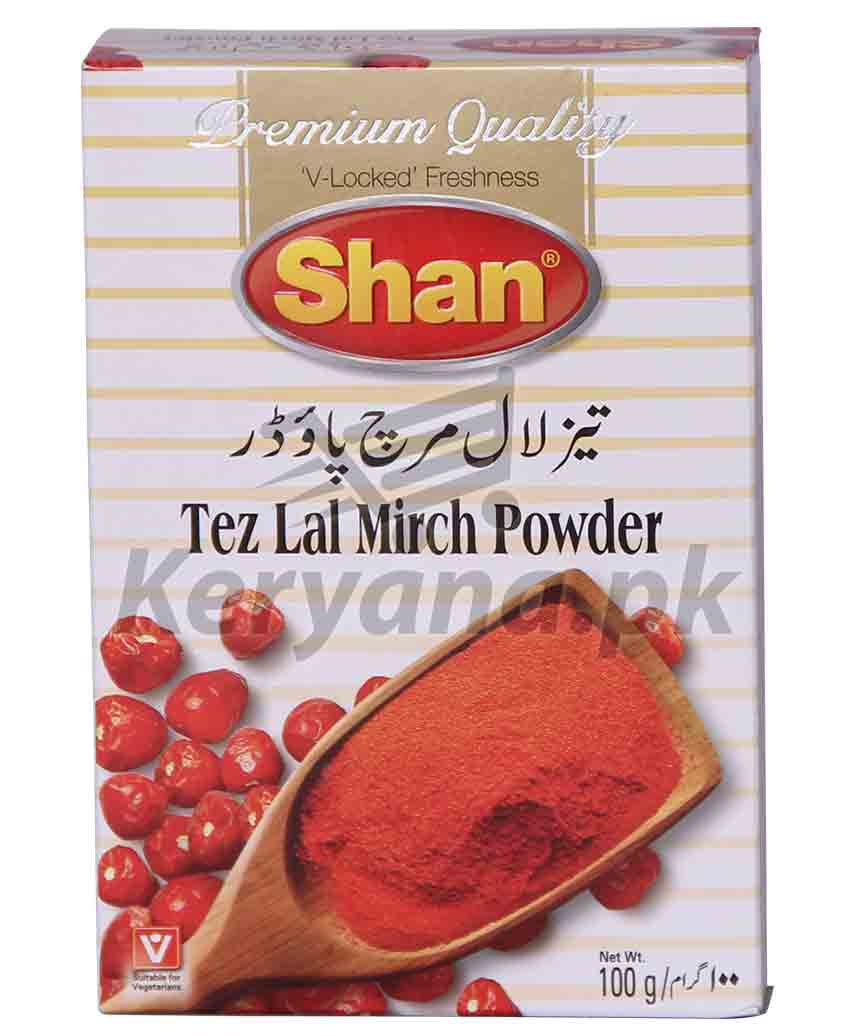 Shan
Premium Quality
'V-Locked' Freshness
Shan®
تیز لال مرچ پاؤڈر
Tez Lal Mirch Powder
Keryana.pk
V
Suitable for
Vegetarians
Net Wt.
100 g/۱۰۰ گرام